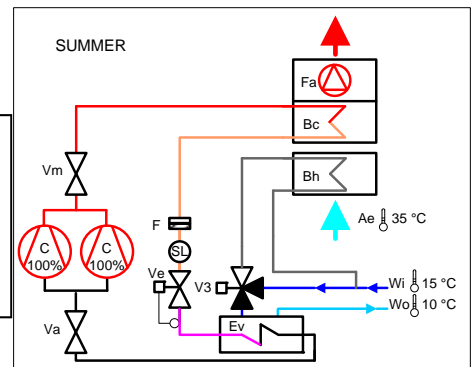 SUMMER
Fa
Bc
Vm
Bh
F
Ae 35 °C
C
100%
C
100%
SL
Ve
V3
Wi 15 °C
Wo 10 °C
Va
Ev